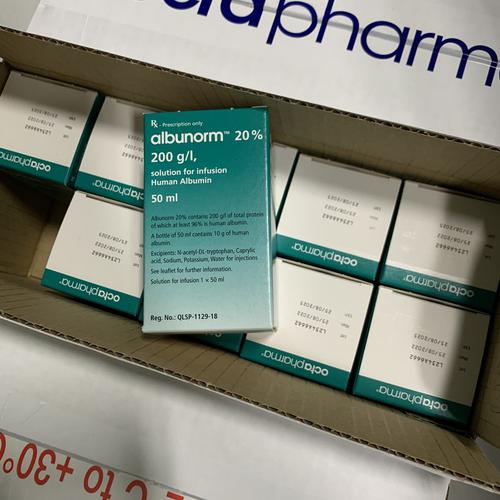 octapharma
Rx - Prescription only
albunorm™ 20%
200 g/l,
solution for infusion
Human Albumin
50 ml
Albunorm 20% contains 200 g/l of total protein
of which at least 96% is human albumin.
A bottle of 50 ml contains 10 g of human
albumin
Excipients: N-acetyl-DL-tryptophan, Caprylic
acid, Sodium, Potassium, Water for injections
See leaflet for further information.
Solution for infusion 1 x 50 ml
Reg. No.: QLSP-1129-18
octapharma
octapharma
octapharma
octapharma
octapharma
octapharma
C to +30°C